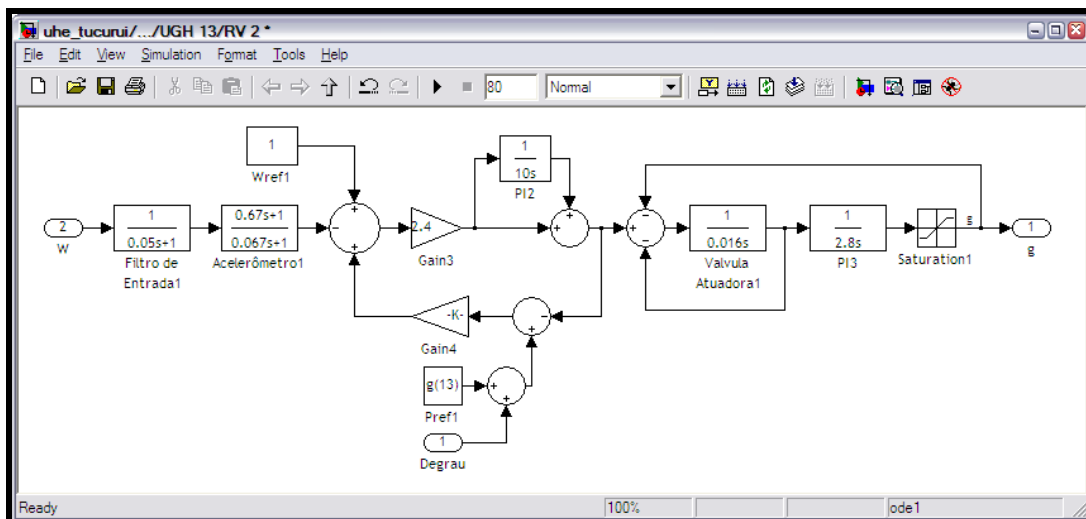 uhe_tucurui/.../UGH 13/RV 2 *
File Edit View Simulation Format Tools Help
80 Normal
1
Wref1
1
10s
PI2
2
W
1
0.05s+1
Filtro de
Entrada1
0.67s+1
0.067s+1
Acelerômetro1
2.4
Gain3
1
0.016s
Valvula
Atuadora1
1
2.8s
PI3
Saturation1
g
1
g
-K-
Gain4
g(13)
Pref1
1
Degrau
Ready 100% ode1